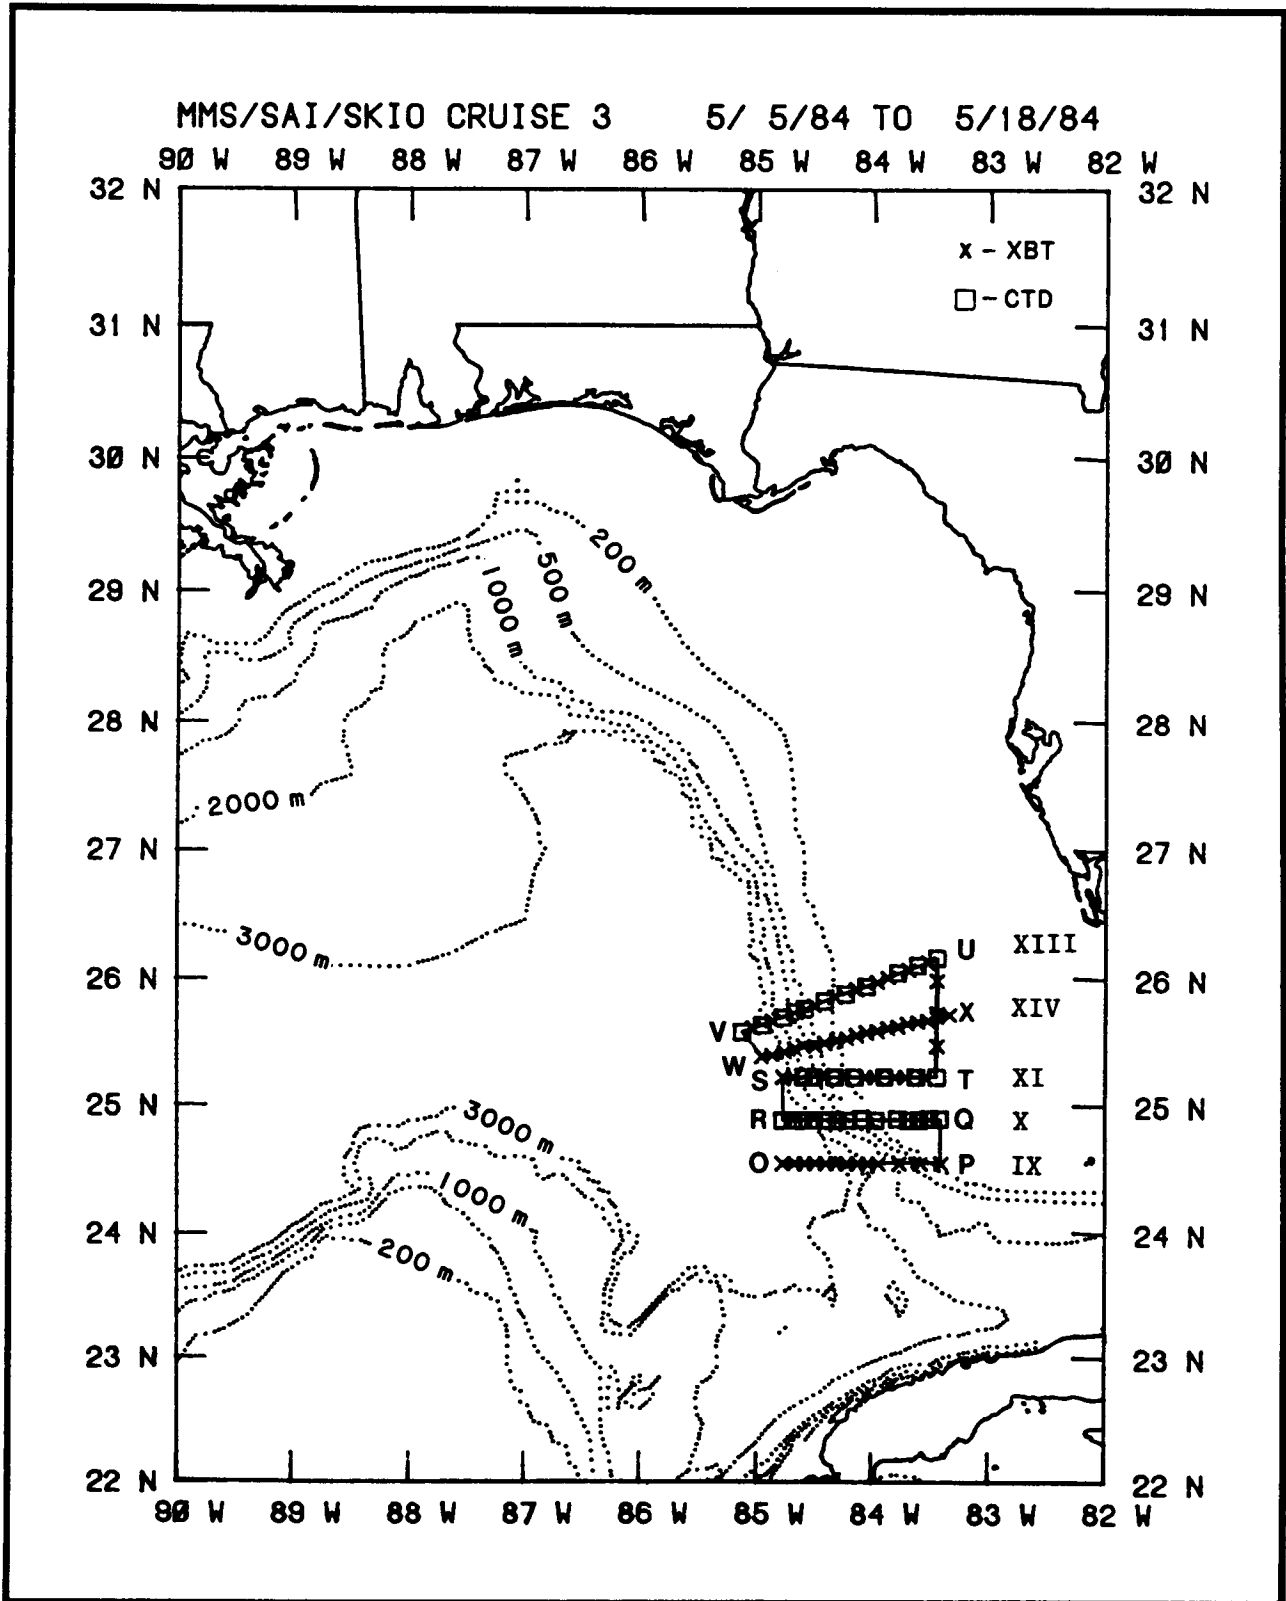 MMS/SAI/SKIO CRUISE 3 5/ 5/84 TO 5/18/84
90 W 89 W 88 W 87 W 86 W 85 W 84 W 83 W 82 W
32 N 32 N
x - XBT
□ - CTD
31 N 31 N
30 N 30 N
200 m
500 m
1000 m
29 N 29 N
28 N 28 N
2000 m
27 N 27 N
3000 m
U XIII
26 N 26 N
V X XIV
W
S T XI
25 N 25 N
3000 m
R Q X
O P IX
1000 m
24 N 24 N
200 m
23 N 23 N
22 N 22 N
90 W 89 W 88 W 87 W 86 W 85 W 84 W 83 W 82 W